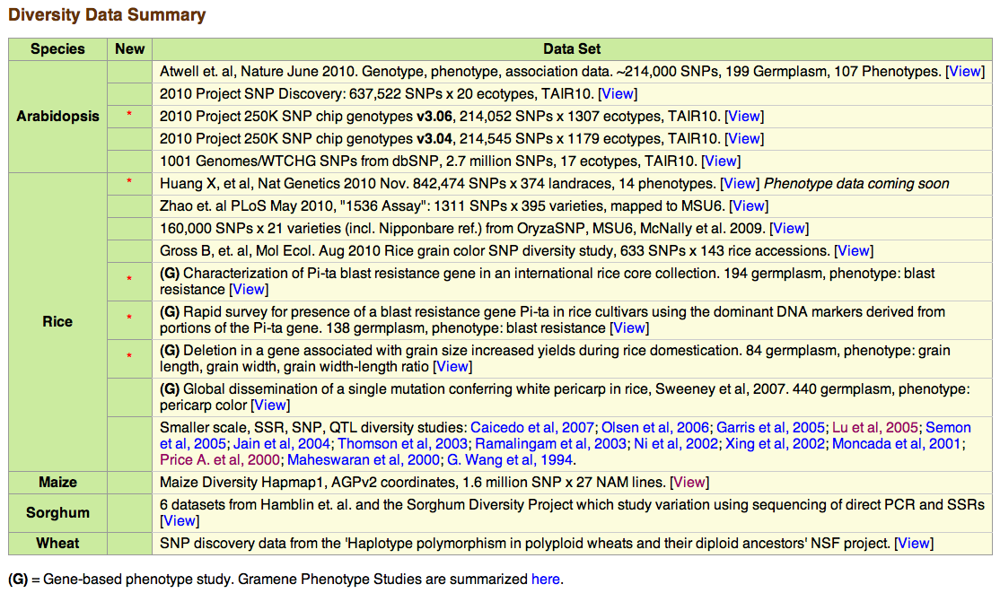 Diversity Data Summary
Species New Data Set
Arabidopsis
Atwell et. al, Nature June 2010. Genotype, phenotype, association data. ~214,000 SNPs, 199 Germplasm, 107 Phenotypes. [View]
2010 Project SNP Discovery: 637,522 SNPs x 20 ecotypes, TAIR10. [View]
* 2010 Project 250K SNP chip genotypes v3.06, 214,052 SNPs x 1307 ecotypes, TAIR10. [View]
2010 Project 250K SNP chip genotypes v3.04, 214,545 SNPs x 1179 ecotypes, TAIR10. [View]
1001 Genomes/WTCHG SNPs from dbSNP, 2.7 million SNPs, 17 ecotypes, TAIR10. [View]
Rice
* Huang X, et al, Nat Genetics 2010 Nov. 842,474 SNPs x 374 landraces, 14 phenotypes. [View] Phenotype data coming soon
Zhao et. al PLoS May 2010, "1536 Assay": 1311 SNPs x 395 varieties, mapped to MSU6. [View]
160,000 SNPs x 21 varieties (incl. Nipponbare ref.) from OryzaSNP, MSU6, McNally et al. 2009. [View]
Gross B, et. al, Mol Ecol. Aug 2010 Rice grain color SNP diversity study, 633 SNPs x 143 rice accessions. [View]
* (G) Characterization of Pi-ta blast resistance gene in an international rice core collection. 194 germplasm, phenotype: blast
resistance [View]
* (G) Rapid survey for presence of a blast resistance gene Pi-ta in rice cultivars using the dominant DNA markers derived from
portions of the Pi-ta gene. 138 germplasm, phenotype: blast resistance [View]
* (G) Deletion in a gene associated with grain size increased yields during rice domestication. 84 germplasm, phenotype: grain
length, grain width, grain width-length ratio [View]
(G) Global dissemination of a single mutation conferring white pericarp in rice, Sweeney et al, 2007. 440 germplasm, phenotype:
pericarp color [View]
Smaller scale, SSR, SNP, QTL diversity studies: Caicedo et al, 2007; Olsen et al, 2006; Garris et al, 2005; Lu et al, 2005; Semon
et al, 2005; Jain et al, 2004; Thomson et al, 2003; Ramalingam et al, 2003; Ni et al, 2002; Xing et al, 2002; Moncada et al, 2001;
Price A. et al, 2000; Maheswaran et al, 2000; G. Wang et al, 1994.
Maize Maize Diversity Hapmap1, AGPv2 coordinates, 1.6 million SNP x 27 NAM lines. [View]
Sorghum
6 datasets from Hamblin et. al. and the Sorghum Diversity Project which study variation using sequencing of direct PCR and SSRs
[View]
Wheat SNP discovery data from the 'Haplotype polymorphism in polyploid wheats and their diploid ancestors' NSF project. [View]
(G) = Gene-based phenotype study. Gramene Phenotype Studies are summarized here.